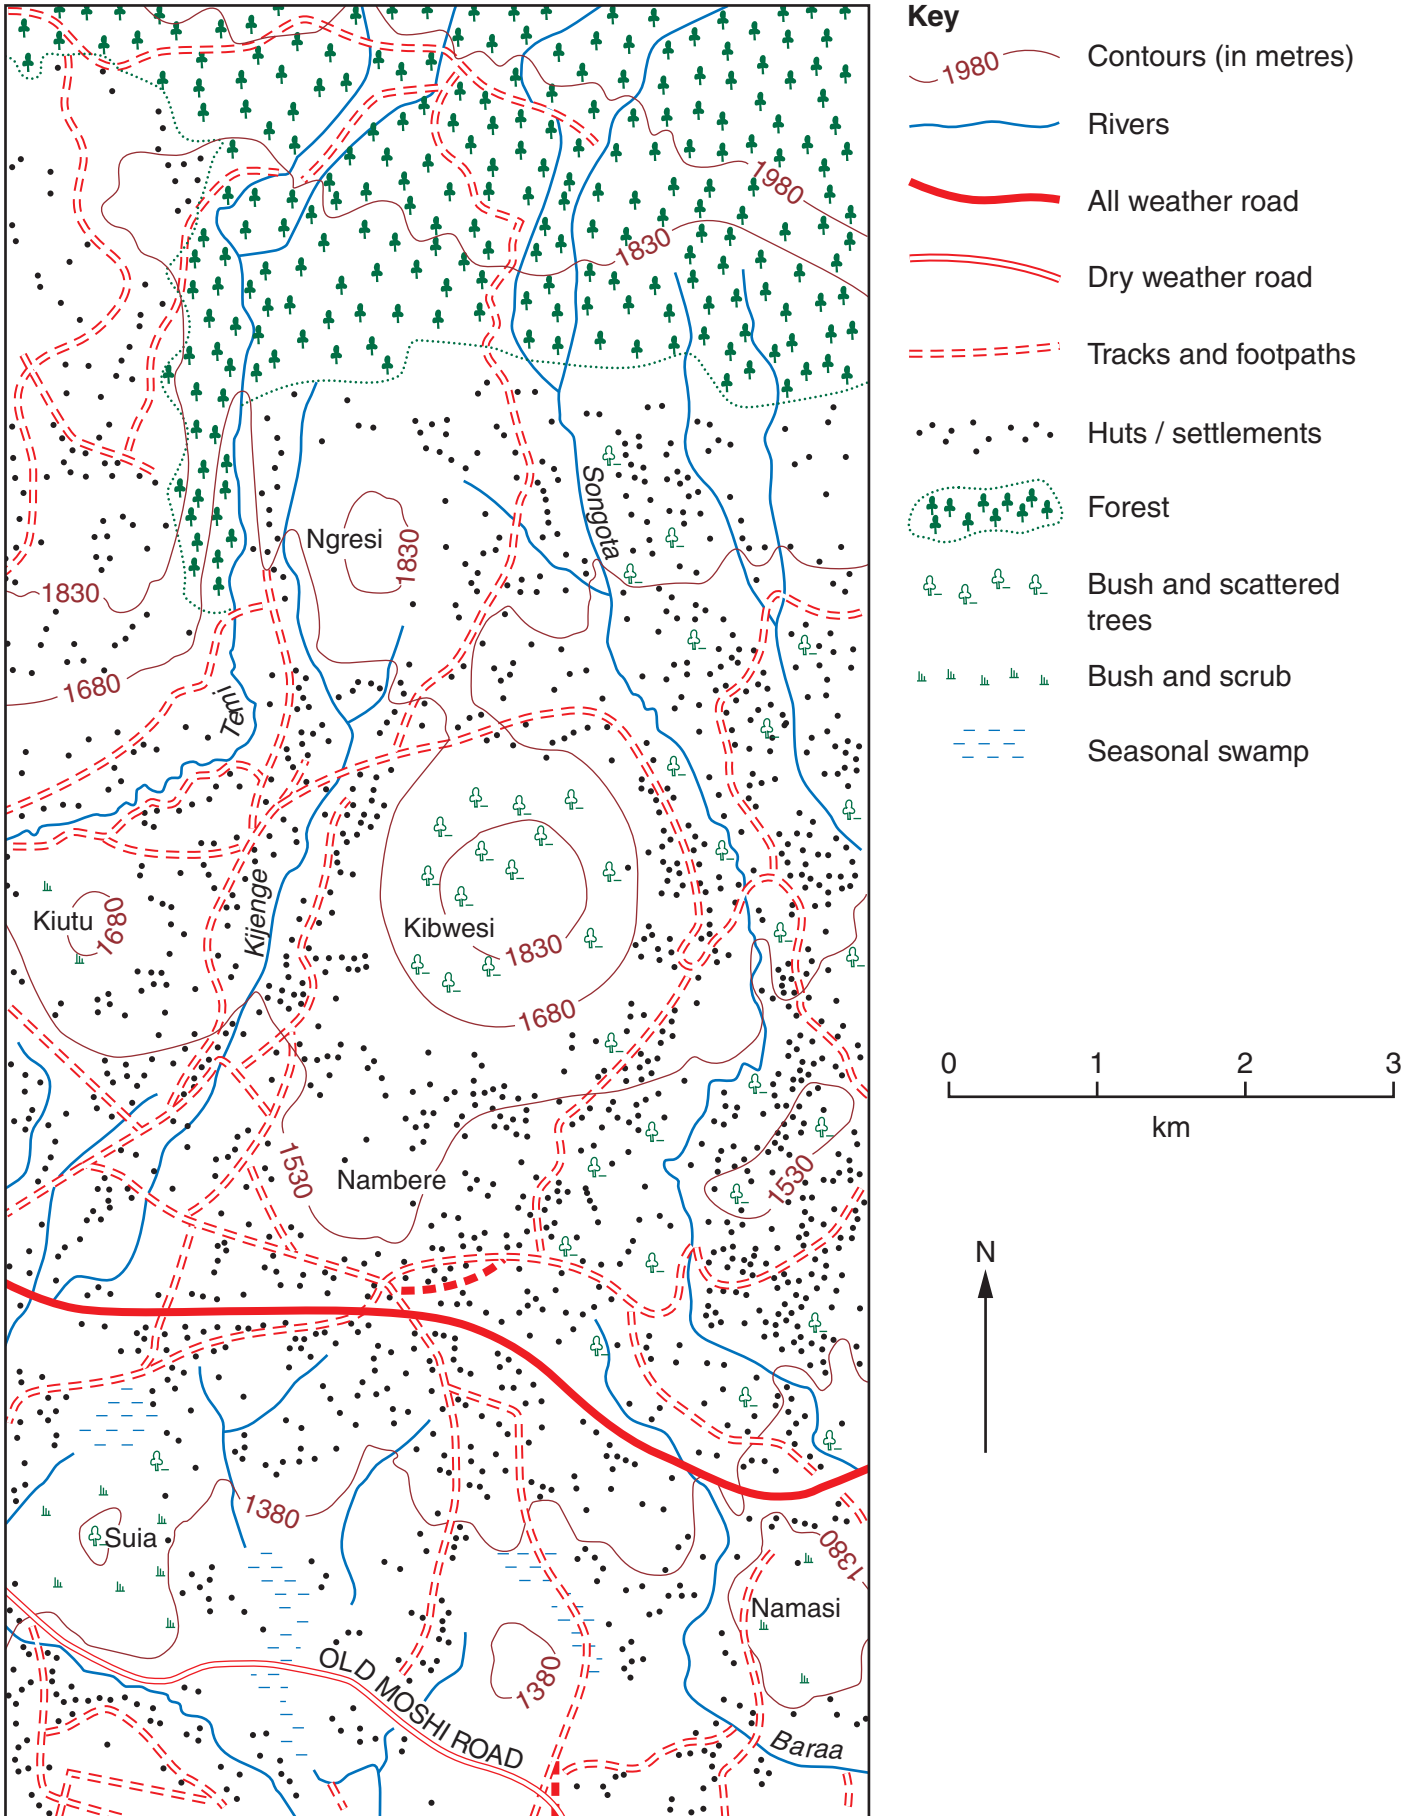 Key
1980
Contours (in metres)
Rivers
All weather road
Dry weather road
Tracks and footpaths
Huts / settlements
Forest
Bush and scattered
trees
Bush and scrub
Seasonal swamp
0 1 2 3
km
N
1980
1830
Songota
Ngresi
1830
1830
1680
Temi
Kijenge
Kiutu
1680
Kibwesi
1830
1680
1530
Nambere
1530
1380
Suia
1380
Namasi
OLD MOSHI ROAD
1380
Baraa